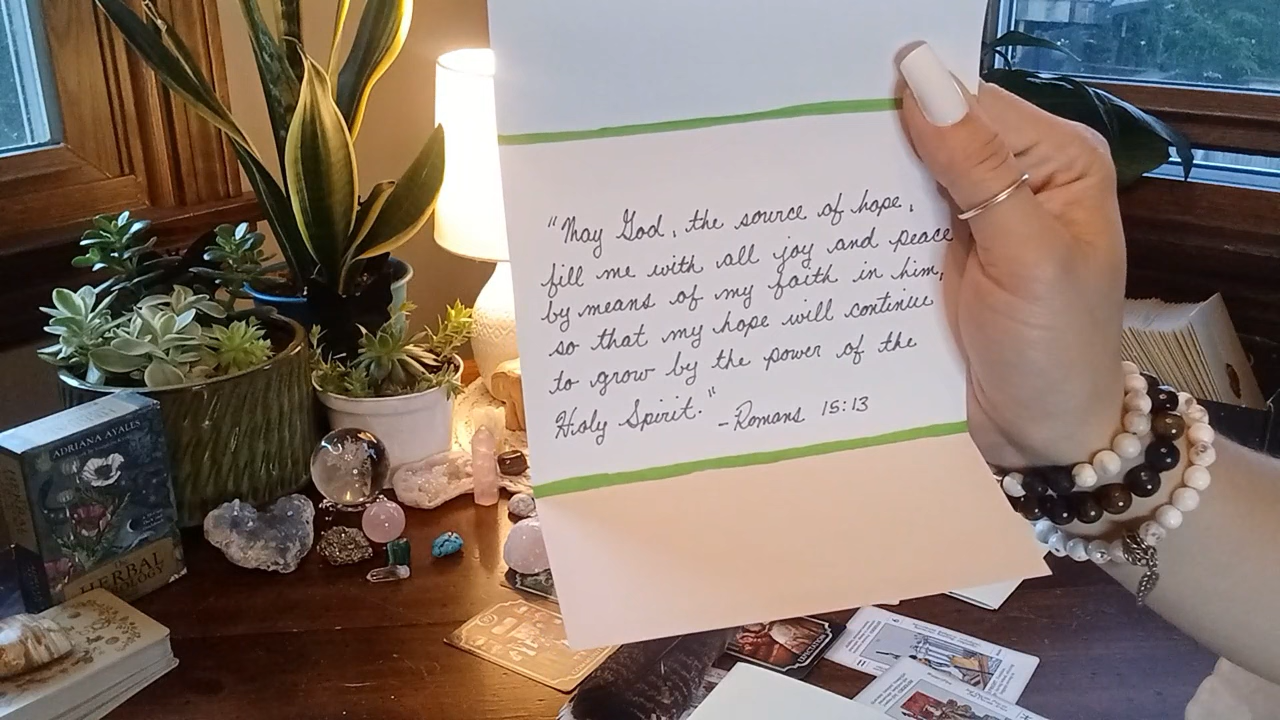 "May God, the source of hope,
fill me with all joy and peace
by means of my faith in him,
so that my hope will continue
to grow by the power of the
Holy Spirit."
-Romans 15:13
ADRIANA AYALES
HERBAL